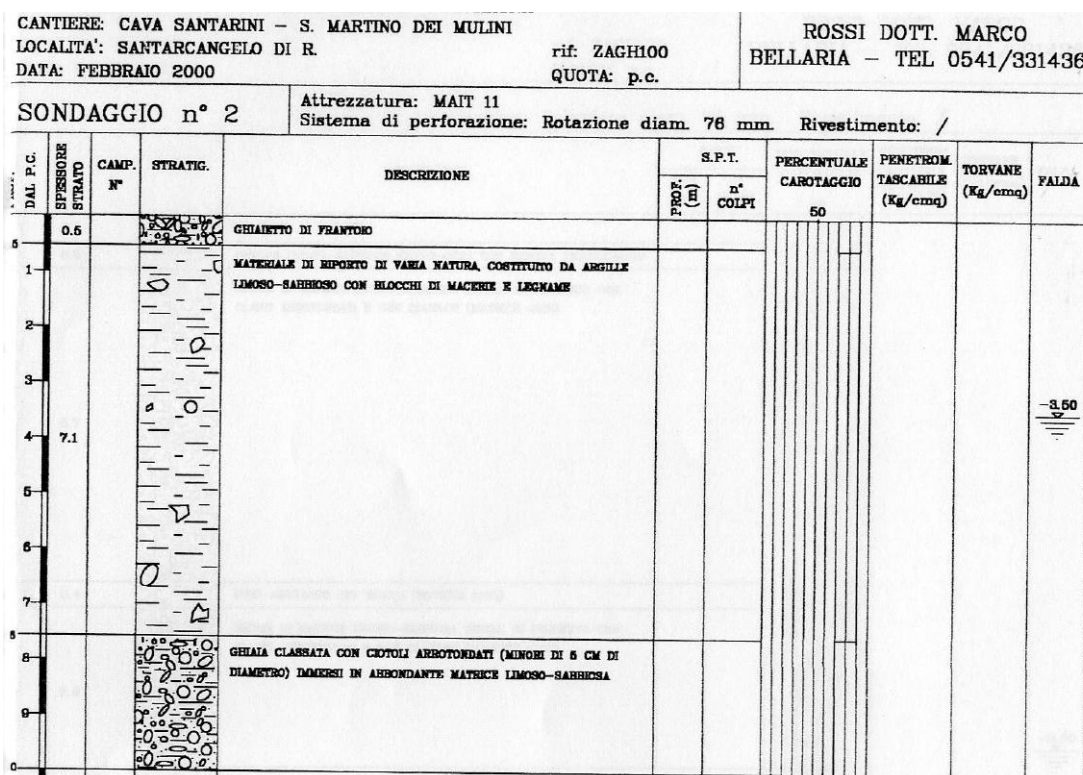 CANTIERE: CAVA SANTARINI – S. MARTINO DEI MULINI
LOCALITA': SANTARCANGELO DI R.
DATA: FEBBRAIO 2000
rif: ZAGH100
QUOTA: p.c.
ROSSI DOTT. MARCO
BELLARIA – TEL 0541/331436
SONDAGGIO n° 2
Attrezzatura: MAIT 11
Sistema di perforazione: Rotazione diam. 76 mm. Rivestimento: /
DAL P.C.
SPESSORE
STRATO
CAMP.
N°
STRATIG.
DESCRIZIONE
S.P.T.
PROF.
(m)
n°
COLPI
PERCENTUALE
CAROTAGGIO
50
PENETROM.
TASCABILE
(Kg/cmq)
TORVANE
(Kg/cmq)
FALDA
0.5
GHIAIETTO DI FRANTOIO
5
1
MATERIALE DI RIPORTO DI VARIA NATURA, COSTITUITO DA ARGILLE
LIMOSO-SABBIOSO CON BLOCCHI DI MACERIE E LEGNAME
2
3
-3.50
4
7.1
5
6
7
5
8
GHIAIA CLASSATA CON CIOTOLI ARROTONDATI (MINORI DI 5 CM DI
DIAMETRO) IMMERSI IN ABBONDANTE MATRICE LIMOSO-SABBIOSA
9
0